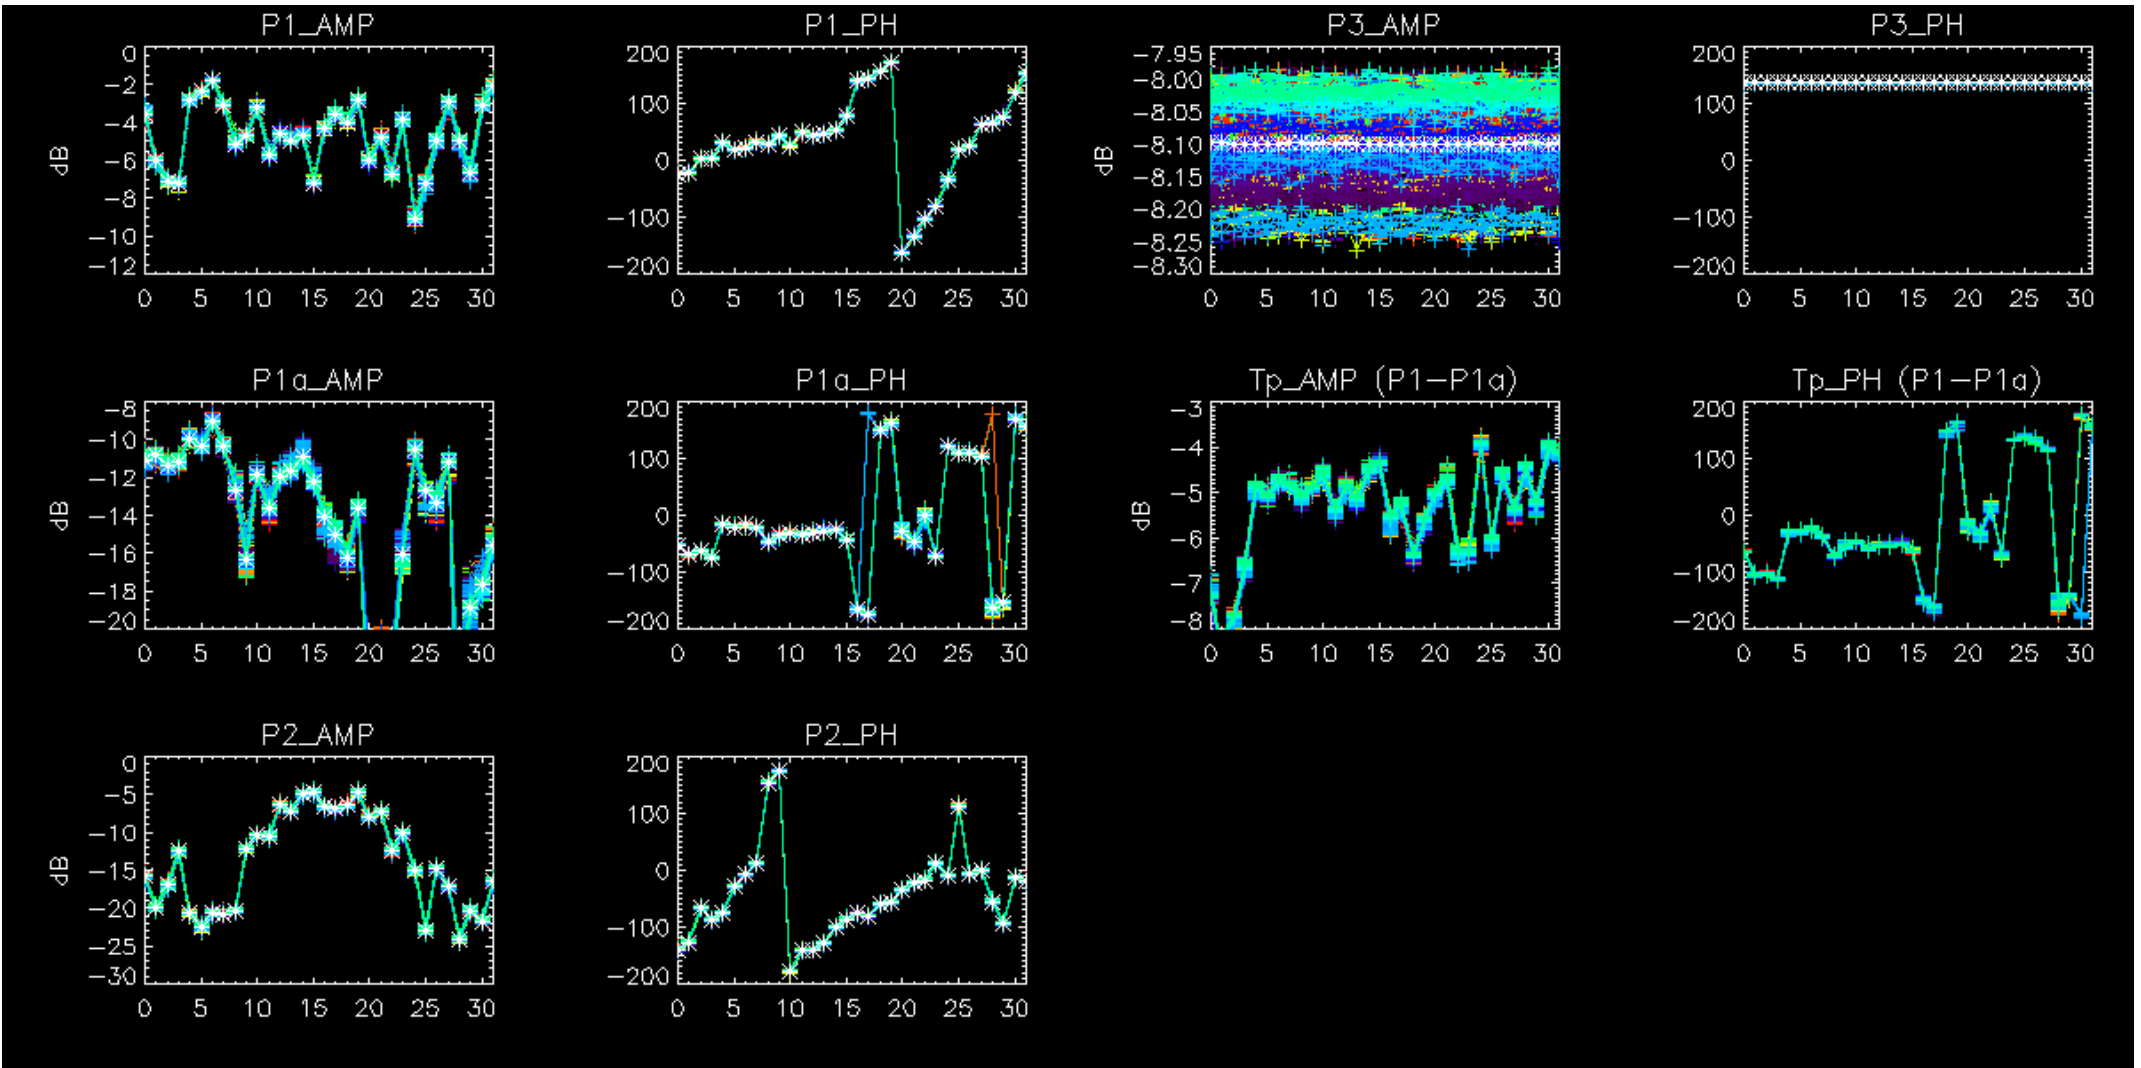 P1_AMP
P1_PH
P3_AMP
P3_PH
0
−2
−4
−6
−8
−10
−12
dB
0 5 10 15 20 25 30
200
100
0
−100
−200
0 5 10 15 20 25 30
−7.95
−8.00
−8.05
−8.10
−8.15
−8.20
−8.25
−8.30
dB
0 5 10 15 20 25 30
200
100
0
−100
−200
0 5 10 15 20 25 30
P1a_AMP
P1a_PH
Tp_AMP (P1−P1a)
Tp_PH (P1−P1a)
−8
−10
−12
−14
−16
−18
−20
dB
0 5 10 15 20 25 30
200
100
0
−100
−200
0 5 10 15 20 25 30
−3
−4
−5
−6
−7
−8
dB
0 5 10 15 20 25 30
200
100
0
−100
−200
0 5 10 15 20 25 30
P2_AMP
P2_PH
0
−5
−10
−15
−20
−25
−30
dB
0 5 10 15 20 25 30
200
100
0
−100
−200
0 5 10 15 20 25 30